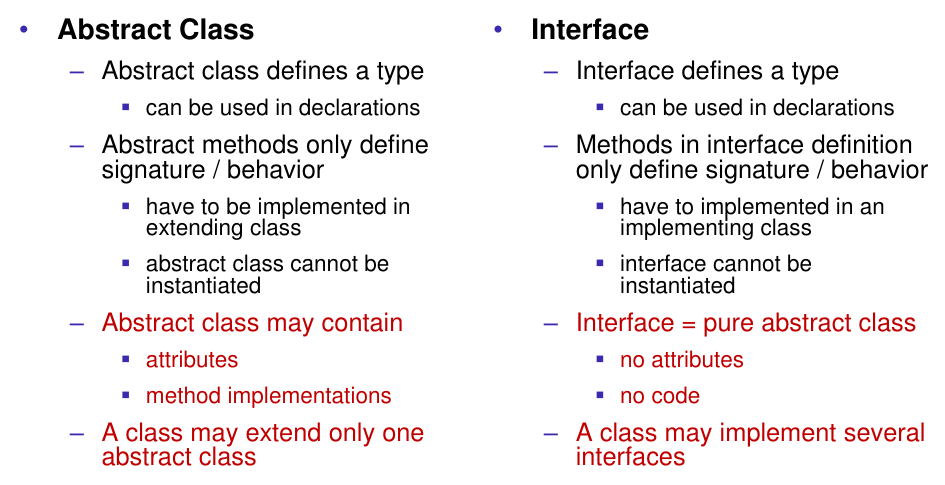 • Abstract Class
– Abstract class defines a type
▪ can be used in declarations
– Abstract methods only define
signature / behavior
▪ have to be implemented in
extending class
▪ abstract class cannot be
instantiated
– Abstract class may contain
▪ attributes
▪ method implementations
– A class may extend only one
abstract class
• Interface
– Interface defines a type
▪ can be used in declarations
– Methods in interface definition
only define signature / behavior
▪ have to implemented in an
implementing class
▪ interface cannot be
instantiated
– Interface = pure abstract class
▪ no attributes
▪ no code
– A class may implement several
interfaces